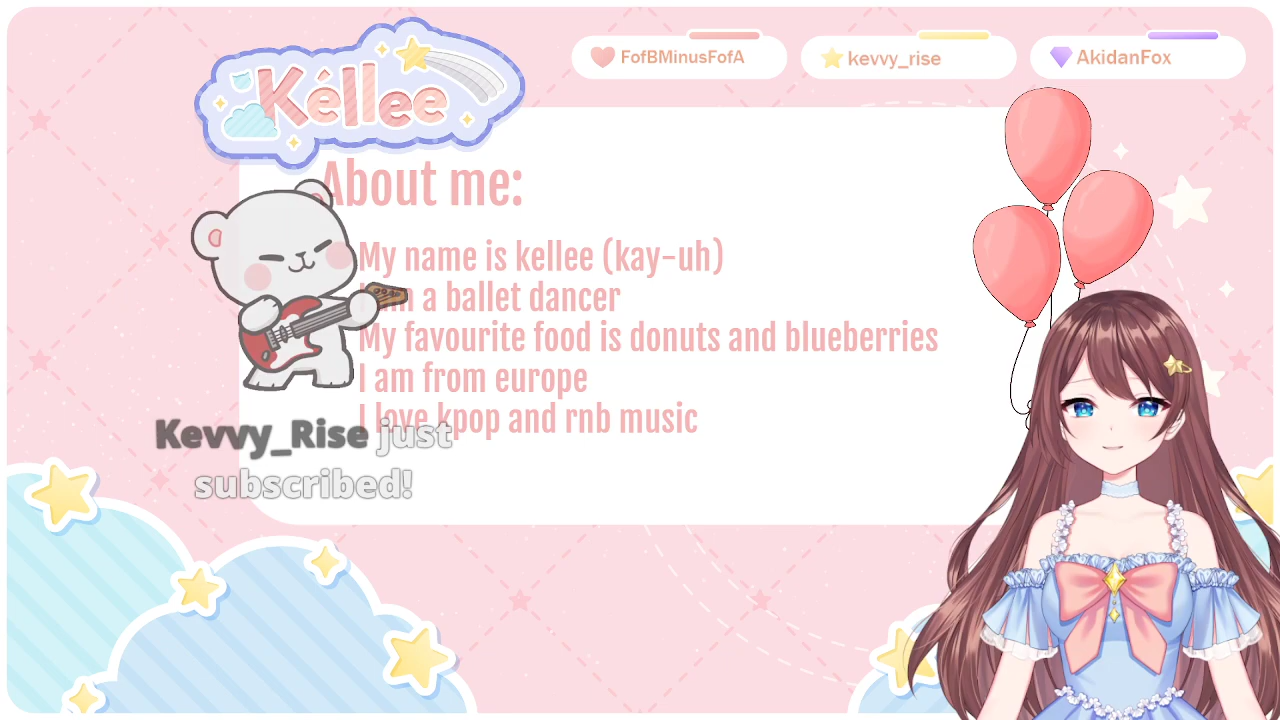 Kéllee
FofBMinusFofA
kevvy_rise
AkidanFox
About me:
My name is kellee (kay-uh)
I am a ballet dancer
My favourite food is donuts and blueberries
I am from europe
I love kpop and rnb music
Kevvy_Rise just
subscribed!